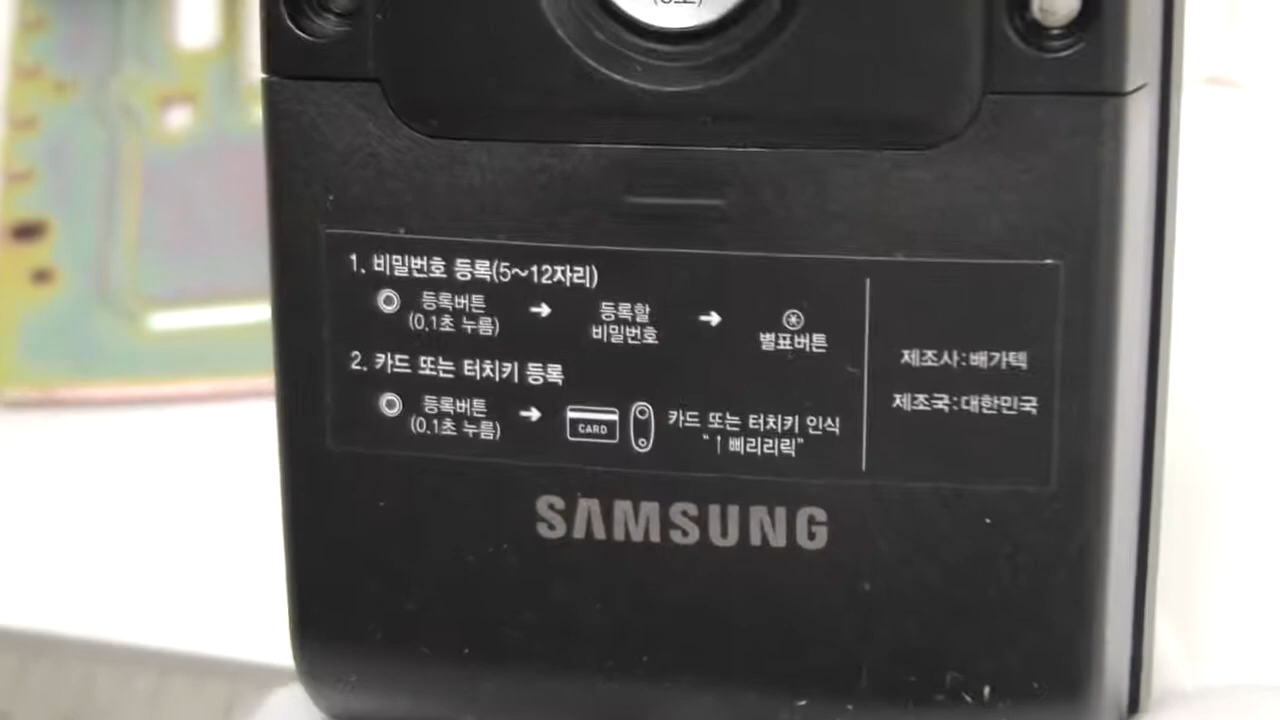 1. 비밀번호 등록(5~12자리)
등록버튼 → 등록할 → ⊛
(0.1초 누름) 비밀번호 별표버튼
2. 카드 또는 터치키 등록
등록버튼 → CARD 카드 또는 터치키 인식
(0.1초 누름) "↑삐리리릭"
제조사:배가텍
제조국:대한민국
SAMSUNG